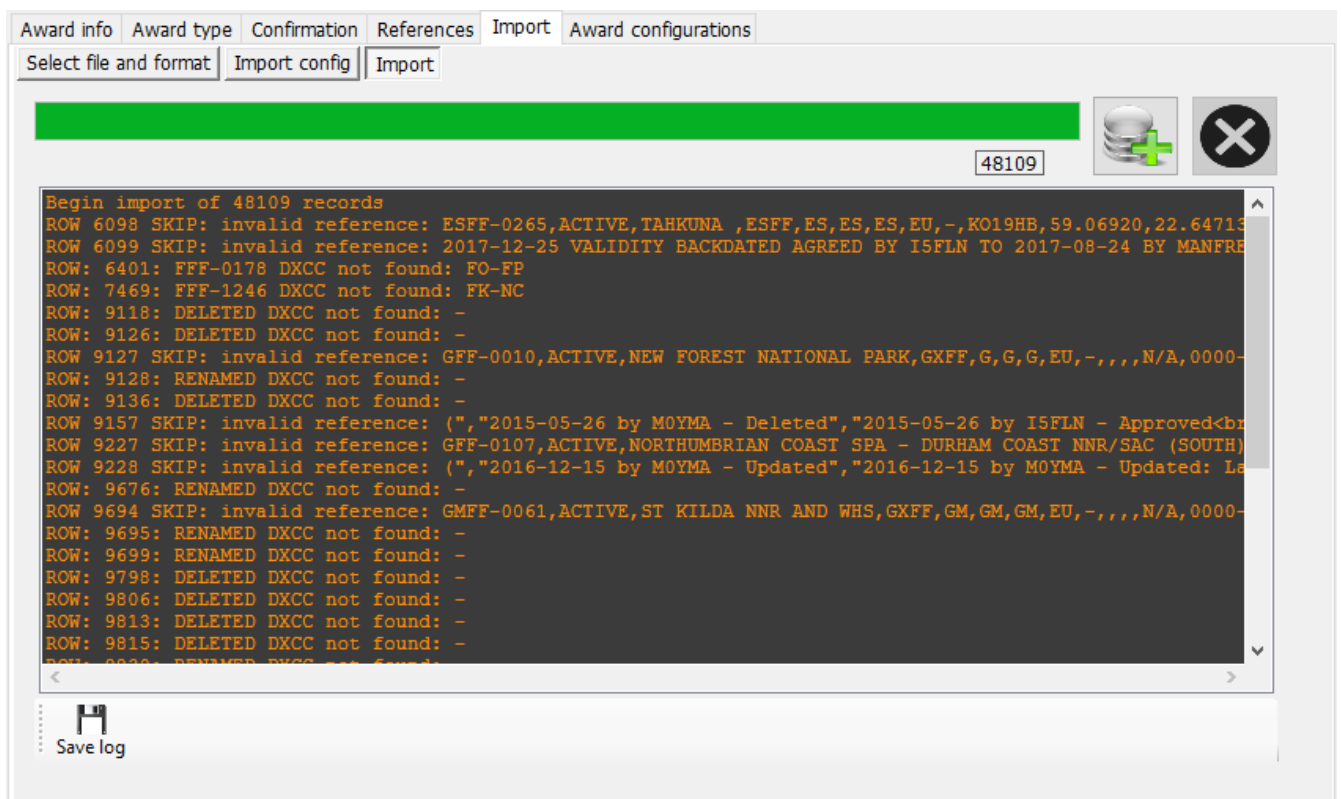 Award info Award type Confirmation References Import Award configurations
Select file and format Import config Import
48109
Begin import of 48109 records
ROW 6098 SKIP: invalid reference: ESFF-0265,ACTIVE,TAHKUNA ,ESFF,ES,ES,ES,EU,-,KO19HB,59.06920,22.64713
ROW 6099 SKIP: invalid reference: 2017-12-25 VALIDITY BACKDATED AGREED BY I5FLN TO 2017-08-24 BY MANFRE
ROW: 6401: FFF-0178 DXCC not found: FO-FP
ROW: 7469: FFF-1246 DXCC not found: FK-NC
ROW: 9118: DELETED DXCC not found: -
ROW: 9126: DELETED DXCC not found: -
ROW 9127 SKIP: invalid reference: GFF-0010,ACTIVE,NEW FOREST NATIONAL PARK,GXFF,G,G,G,EU,-,,,,N/A,0000-
ROW: 9128: RENAMED DXCC not found: -
ROW: 9136: DELETED DXCC not found: -
ROW 9157 SKIP: invalid reference: (","2015-05-26 by M0YMA - Deleted","2015-05-26 by I5FLN - Approved<br
ROW 9227 SKIP: invalid reference: GFF-0107,ACTIVE,NORTHUMBRIAN COAST SPA - DURHAM COAST NNR/SAC (SOUTH)
ROW 9228 SKIP: invalid reference: (","2016-12-15 by M0YMA - Updated","2016-12-15 by M0YMA - Updated: La
ROW: 9676: RENAMED DXCC not found: -
ROW 9694 SKIP: invalid reference: GMFF-0061,ACTIVE,ST KILDA NNR AND WHS,GXFF,GM,GM,GM,EU,-,,,,N/A,0000-
ROW: 9695: RENAMED DXCC not found: -
ROW: 9699: RENAMED DXCC not found: -
ROW: 9798: DELETED DXCC not found: -
ROW: 9806: DELETED DXCC not found: -
ROW: 9813: DELETED DXCC not found: -
ROW: 9815: DELETED DXCC not found: -
Save log